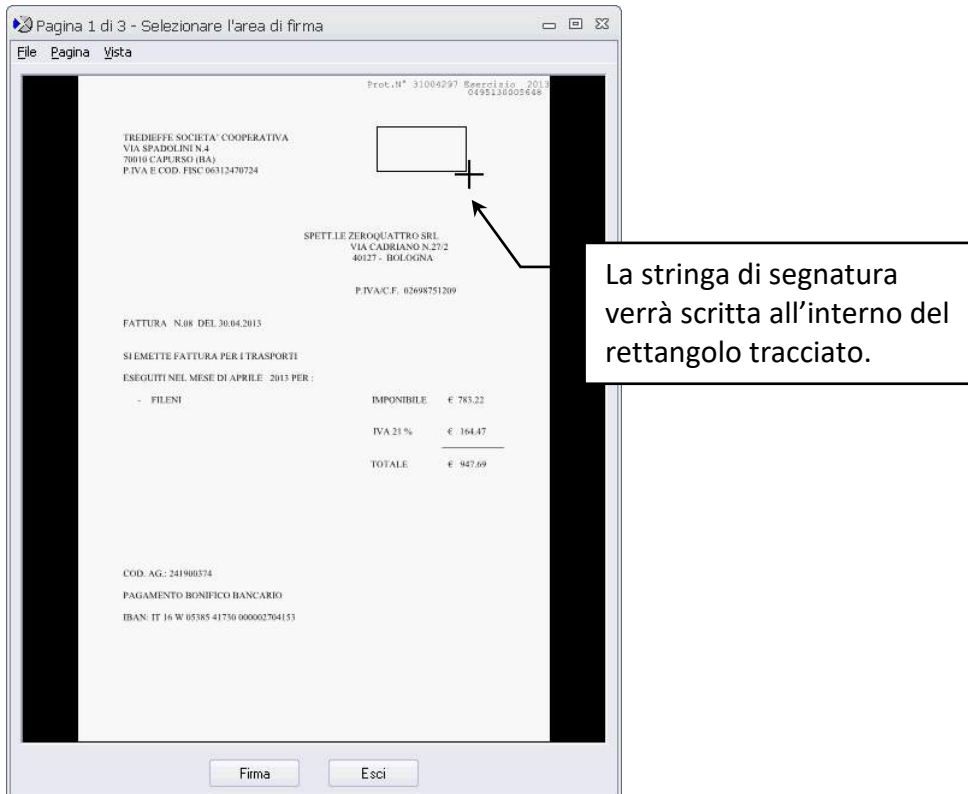 Pagina 1 di 3 - Selezionare l'area di firma
File Pagina Vista
Prot.N° 31004297 Esercizio 2013
0495130005648
TREDIEFFE SOCIETA' COOPERATIVA
VIA SPADOLINI N.4
70010 CAPURSO (BA)
P.IVA E COD. FISC 06312470724
SPETT.LE ZEROQUATTRO SRL
VIA CADRIANO N.27/2
40127 - BOLOGNA
P.IVA/C.F. 02698751209
La stringa di segnatura
verrà scritta all'interno del
rettangolo tracciato.
FATTURA N.08 DEL 30.04.2013
SI EMETTE FATTURA PER I TRASPORTI
ESEGUITI NEL MESE DI APRILE 2013 PER :
- FILENI IMPONIBILE € 783.22
IVA 21 % € 164.47
TOTALE € 947.69
COD. AG.: 241900374
PAGAMENTO BONIFICO BANCARIO
IBAN: IT 16 W 05385 41730 000002704153
Firma Esci